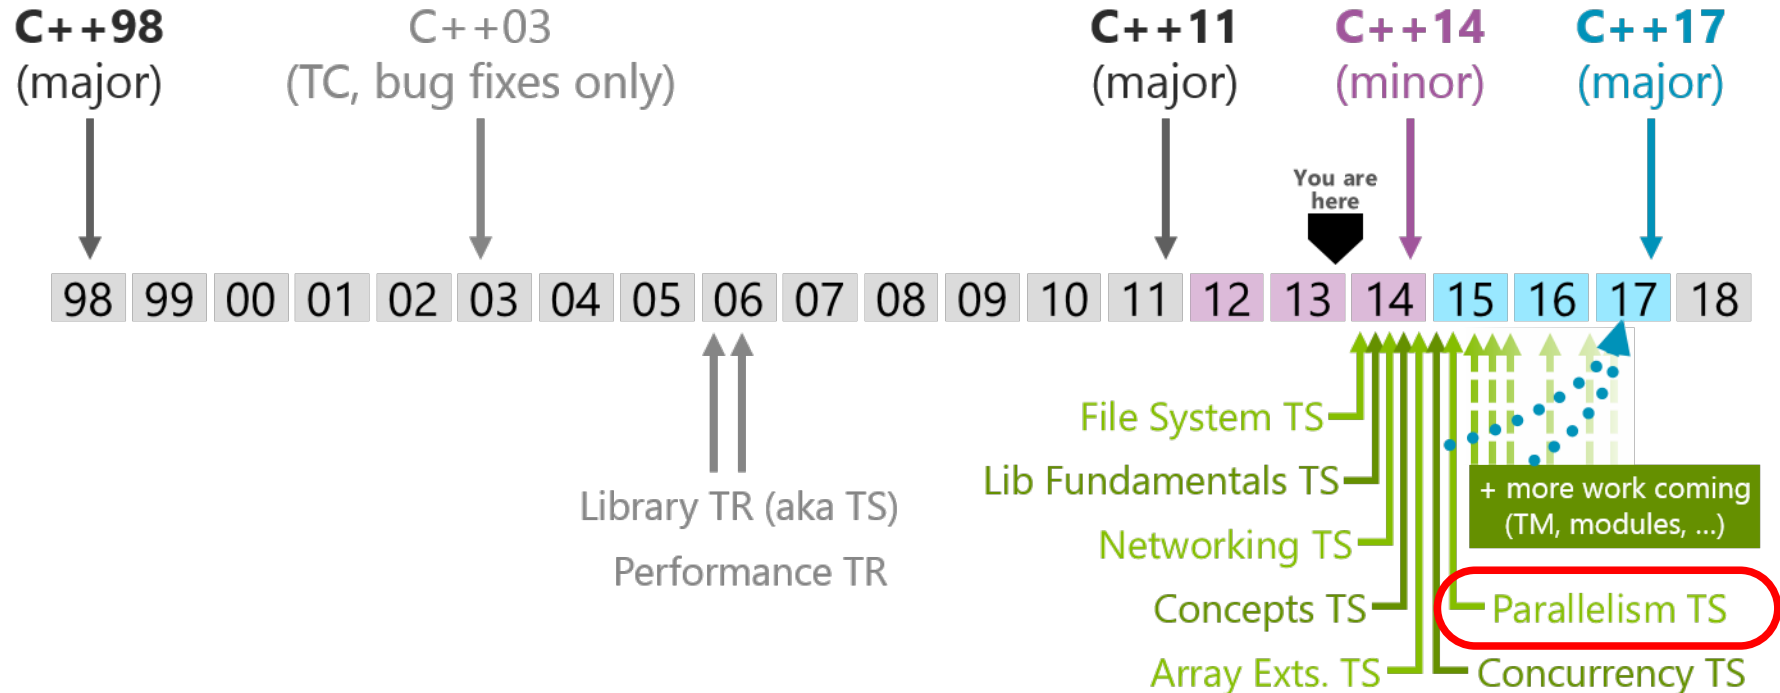 C++98
(major)
C++03
(TC, bug fixes only)
C++11
(major)
C++14
(minor)
C++17
(major)
You are
here
98 99 00 01 02 03 04 05 06 07 08 09 10 11 12 13 14 15 16 17 18
File System TS
Lib Fundamentals TS
Networking TS
Concepts TS
Array Exts. TS
Library TR (aka TS)
Performance TR
+ more work coming
(TM, modules, ...)
Parallelism TS
Concurrency TS